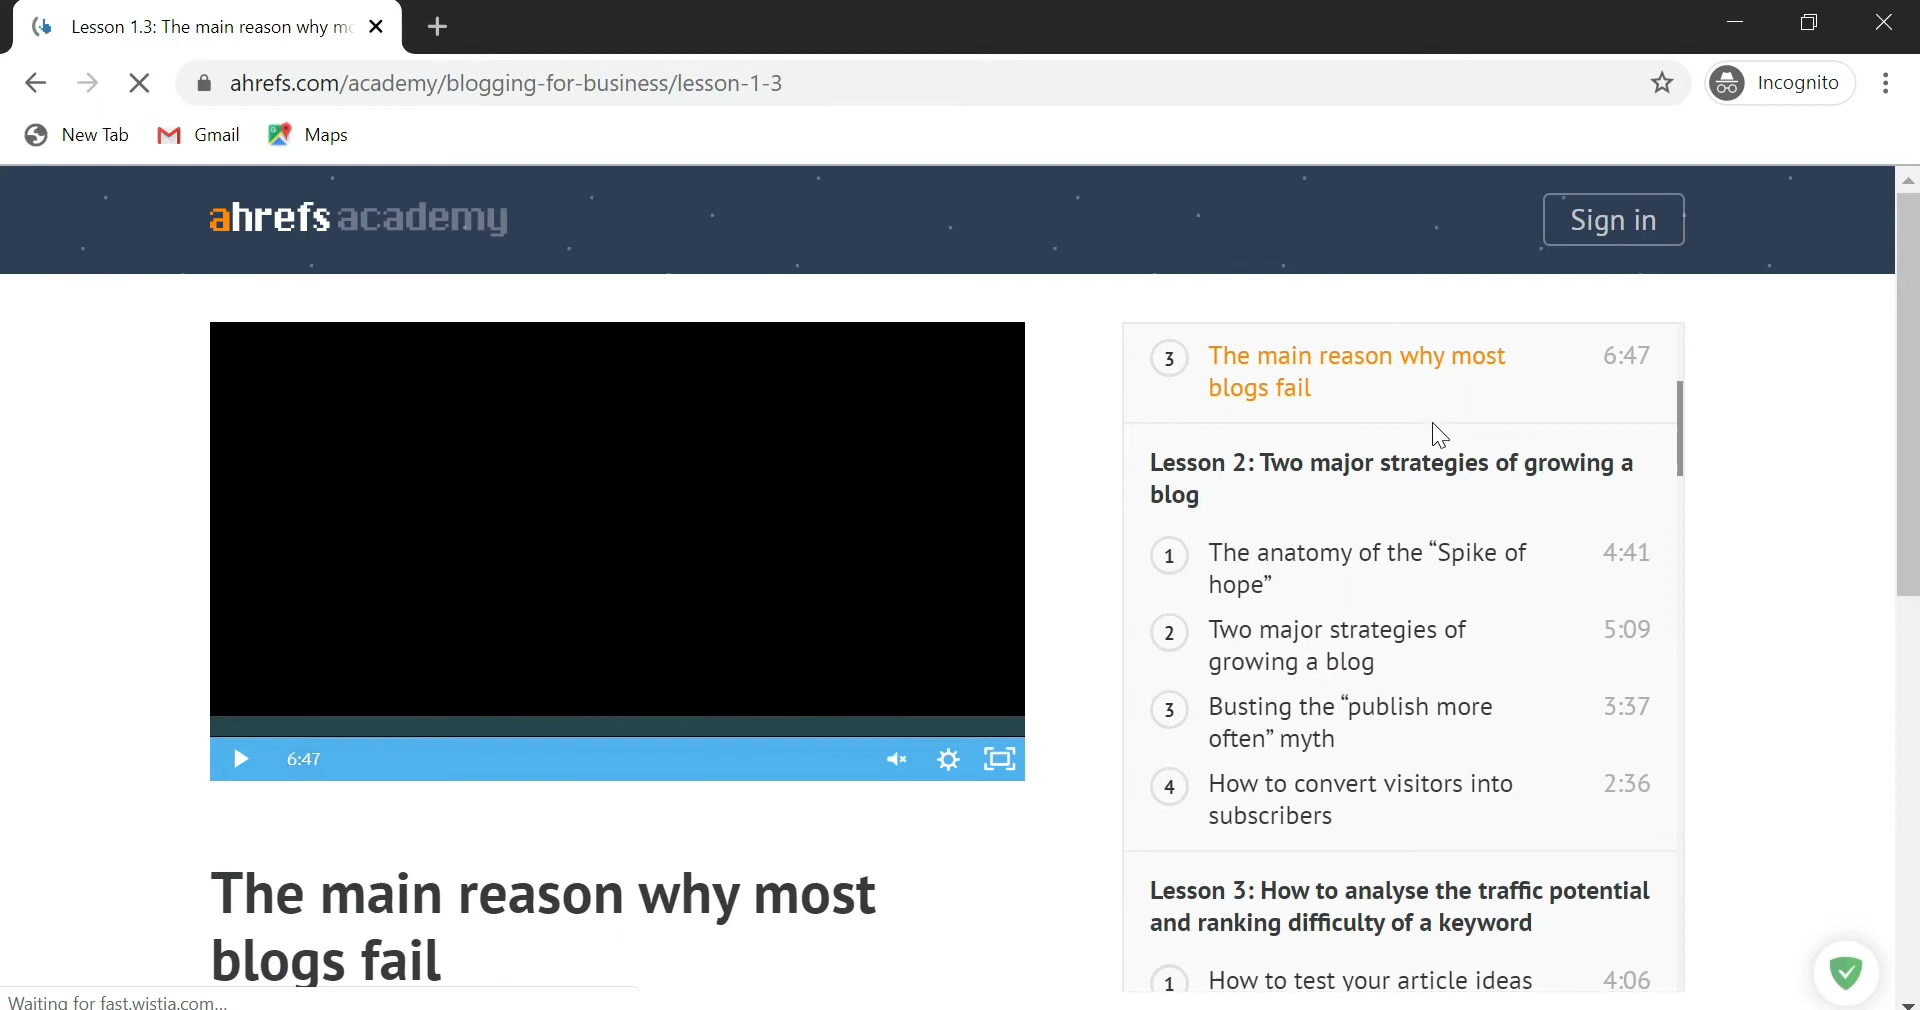 Lesson 1.3: The main reason why mo
ahrefs.com/academy/blogging-for-business/lesson-1-3
Incognito
New Tab
Gmail
Maps
ahrefs academy
Sign in
6:47
The main reason why most
blogs fail
3
The main reason why most
blogs fail
6:47
Lesson 2: Two major strategies of growing a
blog
1
The anatomy of the “Spike of
hope”
4:41
2
Two major strategies of
growing a blog
5:09
3
Busting the “publish more
often” myth
3:37
4
How to convert visitors into
subscribers
2:36
Lesson 3: How to analyse the traffic potential
and ranking difficulty of a keyword
1
How to test your article ideas
4:06
Waiting for fast.wistia.com...